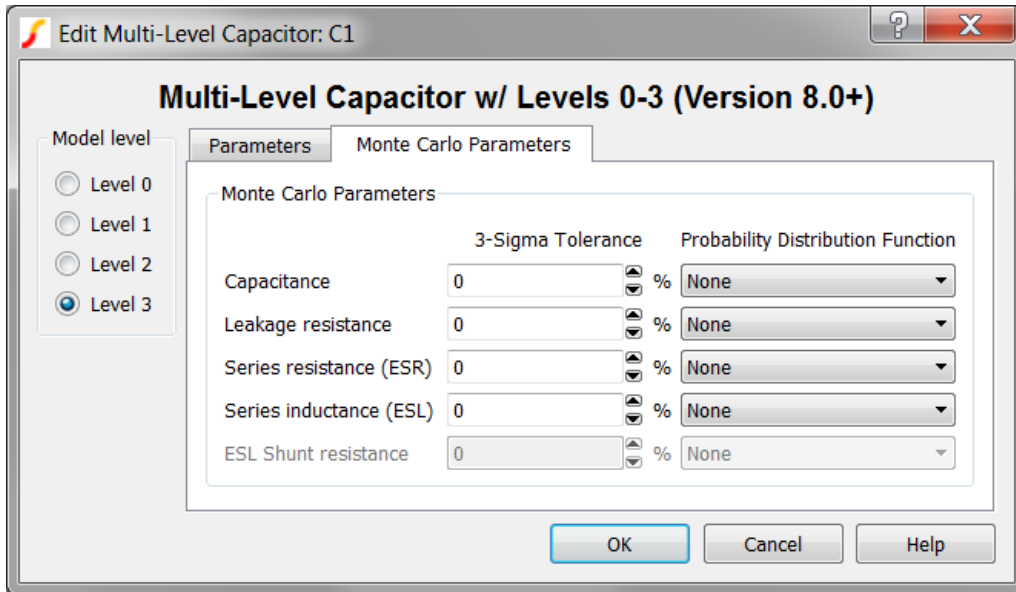 Edit Multi-Level Capacitor: C1
? X
Multi-Level Capacitor w/ Levels 0-3 (Version 8.0+)
Model level
Level 0
Level 1
Level 2
Level 3
Parameters Monte Carlo Parameters
Monte Carlo Parameters
3-Sigma Tolerance Probability Distribution Function
Capacitance 0 % None
Leakage resistance 0 % None
Series resistance (ESR) 0 % None
Series inductance (ESL) 0 % None
ESL Shunt resistance 0 % None
OK Cancel Help